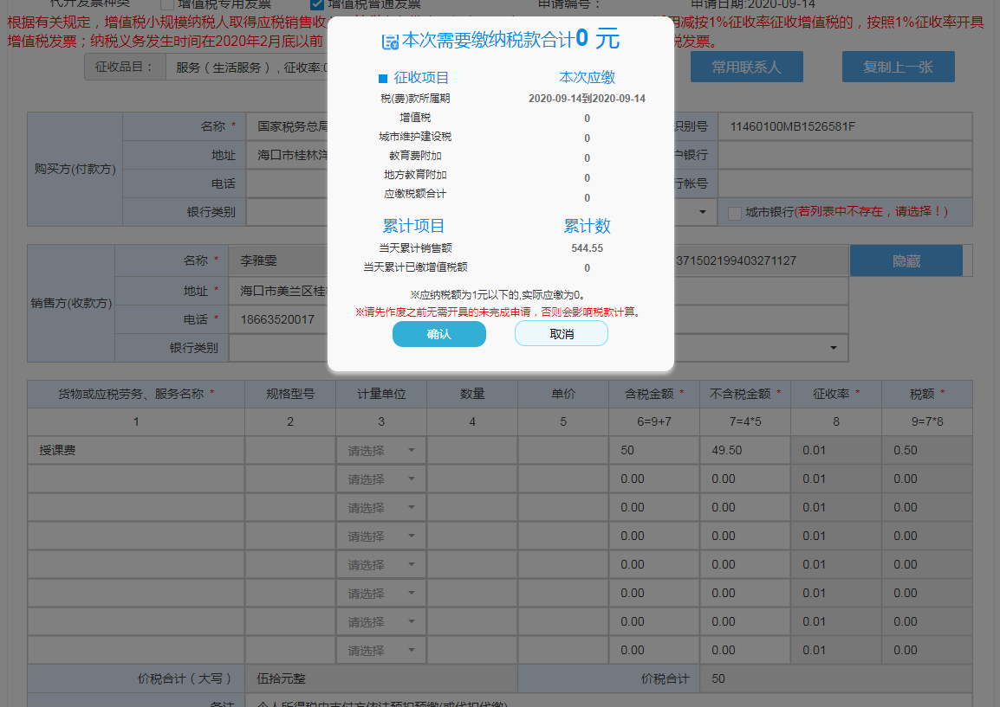 代开发票种类 增值税专用发票 增值税普通发票 申请编号： 申请日期:2020-09-14
根据有关规定，增值税小规模纳税人取得应税销售收 用减按1%征收率征收增值税的，按照1%征收率开具
增值税发票；纳税义务发生时间在2020年2月底以前 税发票。
征收品目： 服务（生活服务）, 征收率:0
常用联系人 复制上一张
本次需要缴纳税款合计0 元
征收项目 本次应缴
税(费)款所属期 2020-09-14到2020-09-14
增值税 0
城市维护建设税 0
教育费附加 0
地方教育附加 0
应缴税额合计 0
累计项目 累计数
当天累计销售额 544.55
当天累计已缴增值税额 0
※应纳税额为1元以下的,实际应缴为0。
※请先作废之前无需开具的未完成申请，否则会影响税款计算。
确认 取消
购买方(付款方)
名称 * 国家税务总局 识别号 11460100MB1526581F
地址 海口市桂林洋 户银行
电话 行帐号
银行类别 城市银行(若列表中不存在，请选择！)
销售方(收款方)
名称 * 李雅雯 371502199403271127 隐藏
地址 * 海口市美兰区桂
电话 * 18663520017
银行类别
货物或应税劳务、服务名称 * 规格型号 计量单位 数量 单价 含税金额 * 不含税金额 * 征收率 * 税额 *
1 2 3 4 5 6=9+7 7=4*5 8 9=7*8
授课费 请选择 50 49.50 0.01 0.50
请选择 0.00 0.00 0.01 0.00
请选择 0.00 0.00 0.01 0.00
请选择 0.00 0.00 0.01 0.00
请选择 0.00 0.00 0.01 0.00
请选择 0.00 0.00 0.01 0.00
请选择 0.00 0.00 0.01 0.00
请选择 0.00 0.00 0.01 0.00
价税合计（大写） 伍拾元整 价税合计 50
备注 个人所得税由支付方依法预扣预缴(或代扣代缴)